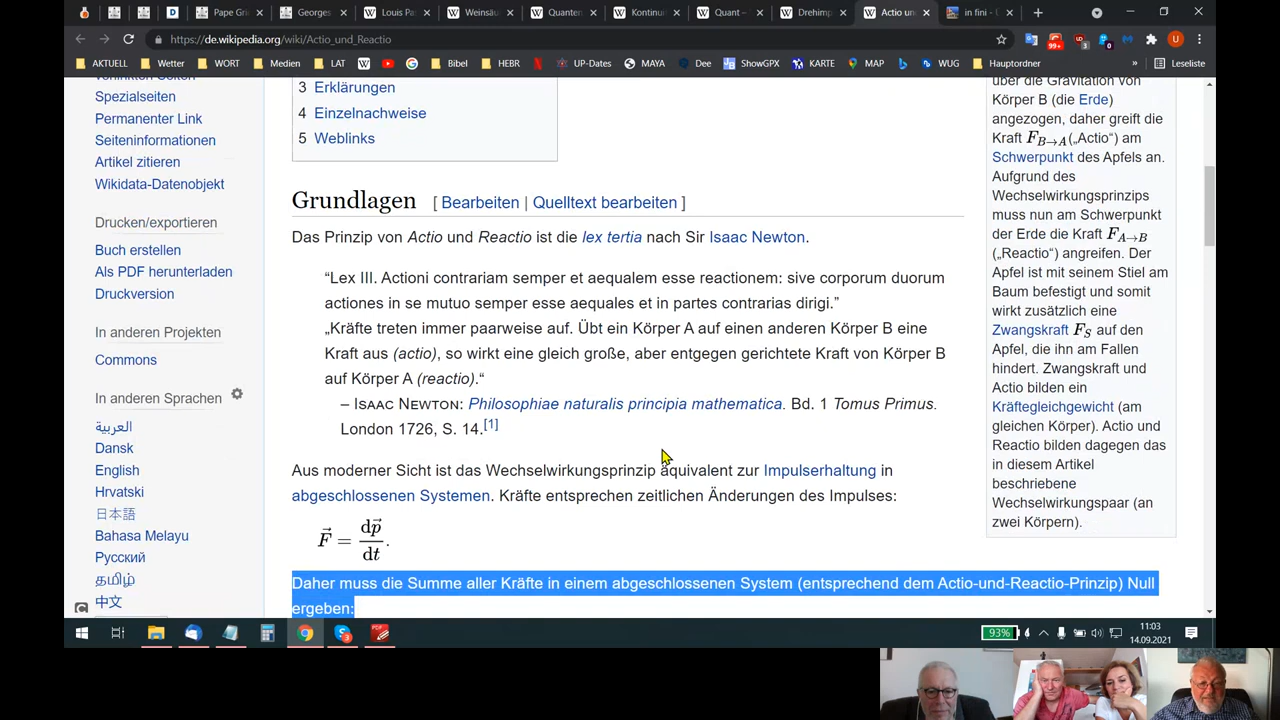 Pape Gri
Georges
Louis Pa
Weinsäu
Quanten
Kontinui
Quant –
Drehimp
Actio un
in fini - L
https://de.wikipedia.org/wiki/Actio_und_Reactio
AKTUELL Wetter WORT Medien LAT Bibel HEBR UP-Dates MAYA Dee ShowGPX KARTE MAP WUG Hauptordner » Leseliste
Spezialseiten
Permanenter Link
Seiteninformationen
Artikel zitieren
Wikidata-Datenobjekt
Drucken/exportieren
Buch erstellen
Als PDF herunterladen
Druckversion
In anderen Projekten
Commons
In anderen Sprachen
العربية
Dansk
English
Hrvatski
日本語
Bahasa Melayu
Русский
தமிழ்
中文
3 Erklärungen
4 Einzelnachweise
5 Weblinks
Grundlagen [ Bearbeiten | Quelltext bearbeiten ]
Das Prinzip von Actio und Reactio ist die lex tertia nach Sir Isaac Newton.
“Lex III. Actioni contrariam semper et aequalem esse reactionem: sive corporum duorum
actiones in se mutuo semper esse aequales et in partes contrarias dirigi.”
„Kräfte treten immer paarweise auf. Übt ein Körper A auf einen anderen Körper B eine
Kraft aus (actio), so wirkt eine gleich große, aber entgegen gerichtete Kraft von Körper B
auf Körper A (reactio).“
– Isaac Newton: Philosophiae naturalis principia mathematica. Bd. 1 Tomus Primus.
London 1726, S. 14.[1]
Aus moderner Sicht ist das Wechselwirkungsprinzip äquivalent zur Impulserhaltung in
abgeschlossenen Systemen. Kräfte entsprechen zeitlichen Änderungen des Impulses:
F⃗ = dp⃗/dt.
Daher muss die Summe aller Kräfte in einem abgeschlossenen System (entsprechend dem Actio-und-Reactio-Prinzip) Null
ergeben:
über die Gravitation von
Körper B (die Erde)
angezogen, daher greift die
Kraft F_B→A(„Actio“) am
Schwerpunkt des Apfels an.
Aufgrund des
Wechselwirkungsprinzips
muss nun am Schwerpunkt
der Erde die Kraft F_A→B
(„Reactio“) angreifen. Der
Apfel ist mit seinem Stiel am
Baum befestigt und somit
wirkt zusätzlich eine
Zwangskraft F_S auf den
Apfel, die ihn am Fallen
hindert. Zwangskraft und
Actio bilden ein
Kräftegleichgewicht (am
gleichen Körper). Actio und
Reactio bilden dagegen das
in diesem Artikel
beschriebene
Wechselwirkungspaar (an
zwei Körpern).
93%
11:03
14.09.2021